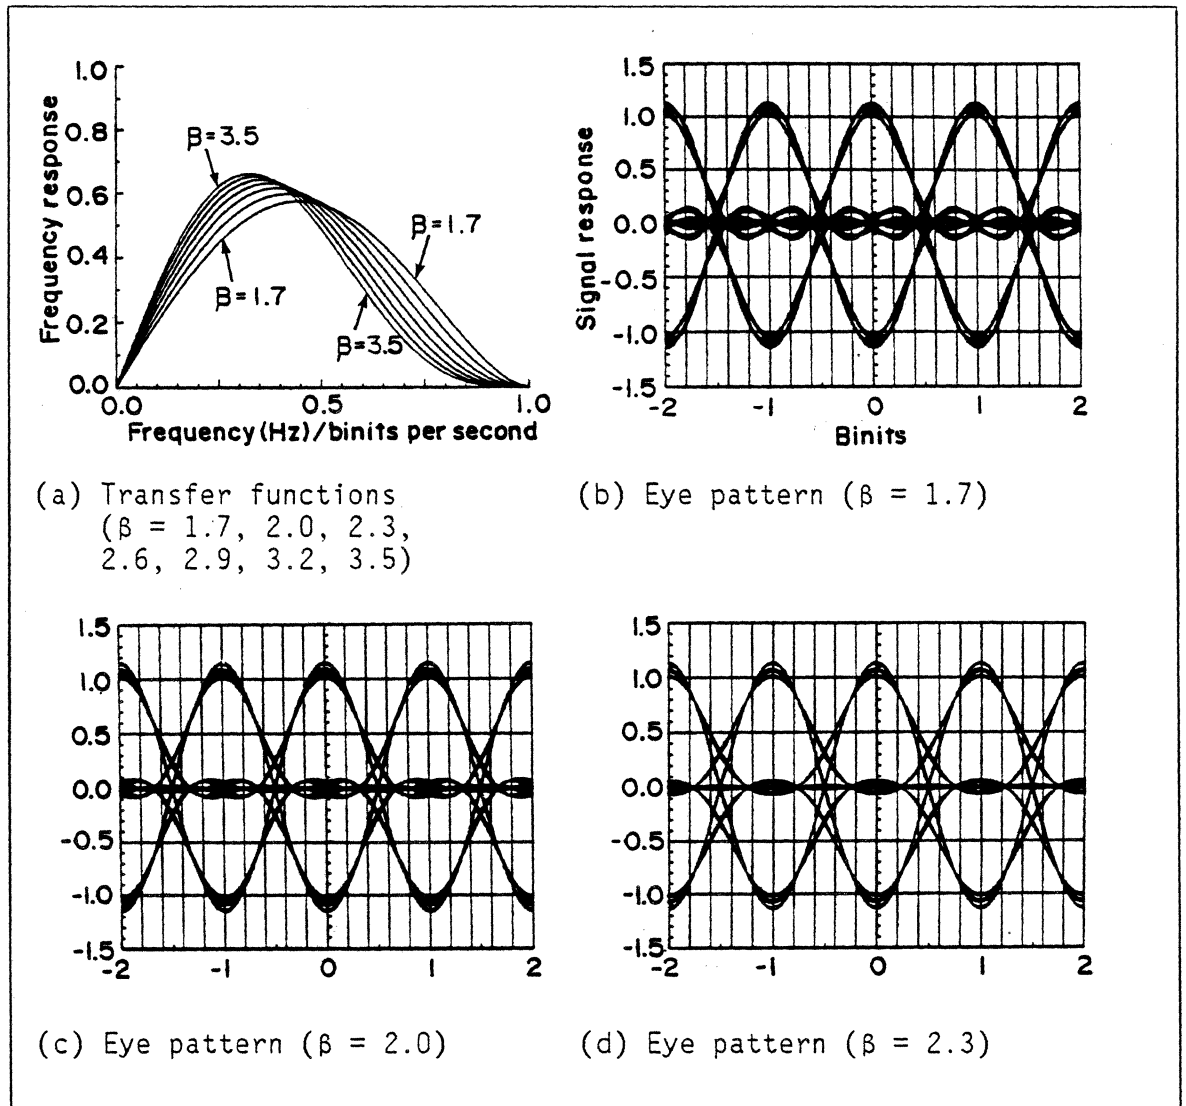 Frequency response
1.0
0.8
0.6
0.4
0.2
0.0
β=3.5
β=1.7
β=1.7
β=3.5
0.0 0.5 1.0
Frequency(Hz)/binits per second
(a) Transfer functions
(β = 1.7, 2.0, 2.3,
2.6, 2.9, 3.2, 3.5)
Signal response
1.5
1.0
0.5
0.0
-0.5
-1.0
-1.5
-2 -1 0 1 2
Binits
(b) Eye pattern (β = 1.7)
1.5
1.0
0.5
0.0
-0.5
-1.0
-1.5
-2 -1 0 1 2
(c) Eye pattern (β = 2.0)
1.5
1.0
0.5
0.0
-0.5
-1.0
-1.5
-2 -1 0 1 2
(d) Eye pattern (β = 2.3)